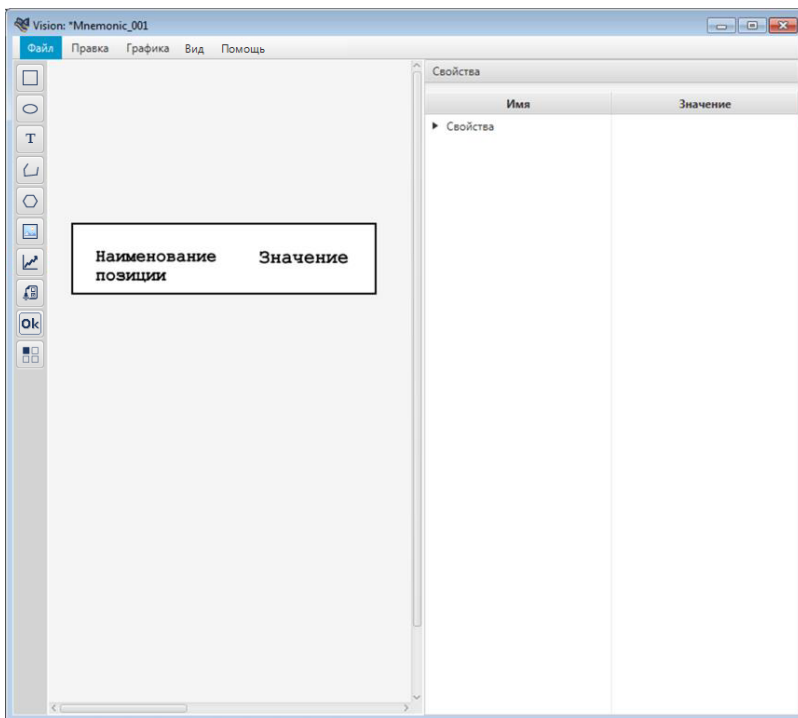 Vision: *Mnemonic_001
Файл Правка Графика Вид Помощь
Свойства
Имя Значение
Свойства
T
Наименование Значение
позиции
Ok